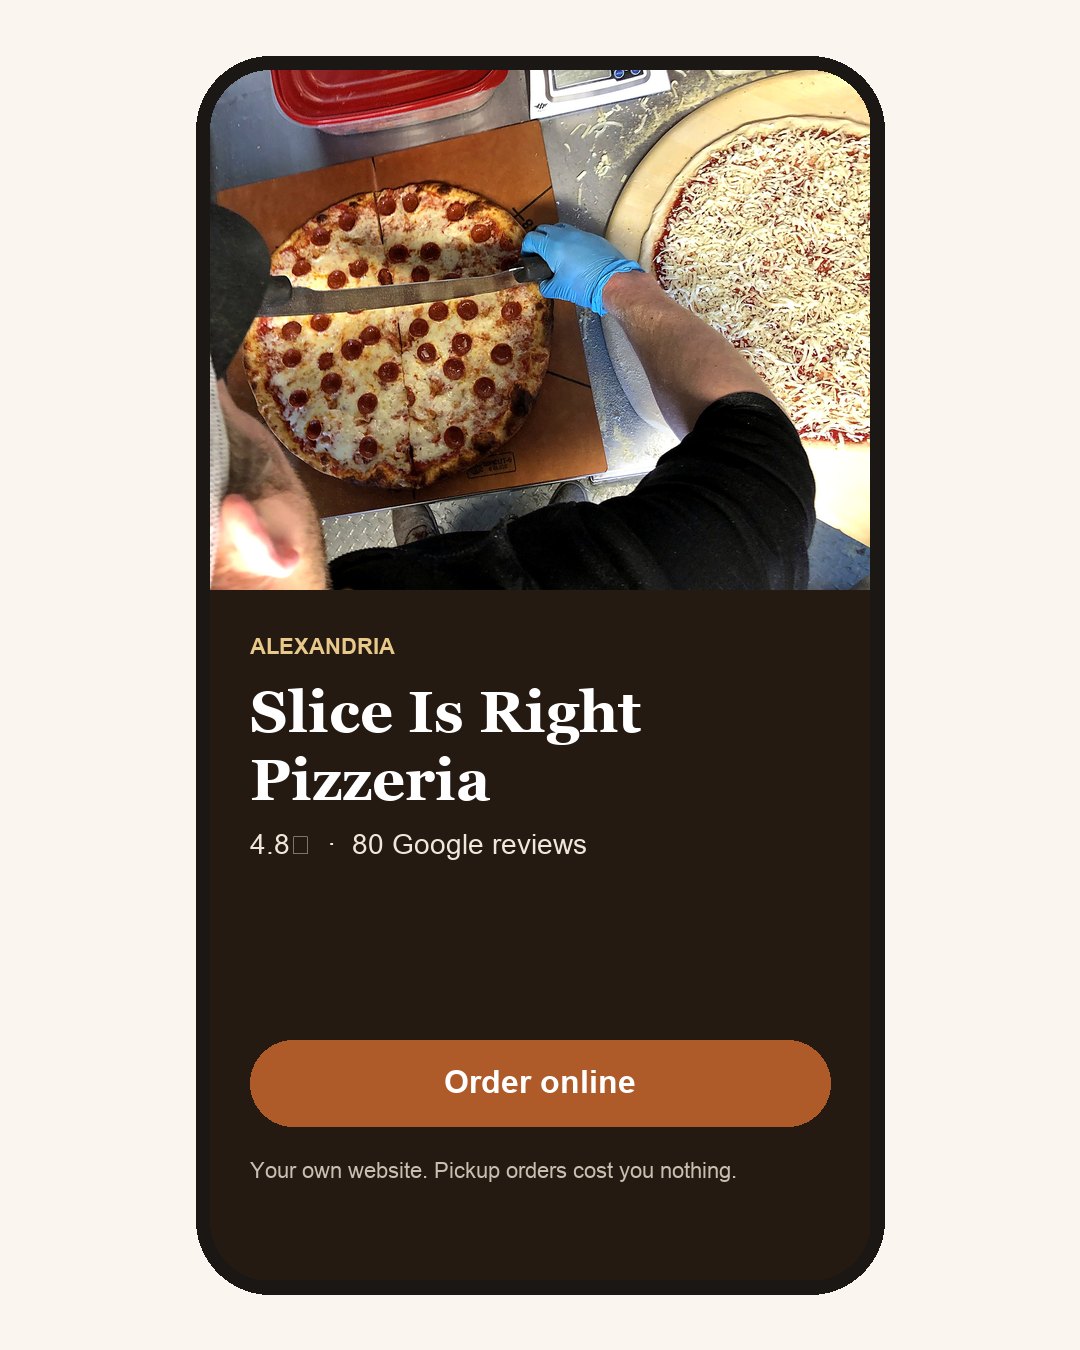 ALEXANDRIA
Slice Is Right
Pizzeria
4.8□ · 80 Google reviews
Order online
Your own website. Pickup orders cost you nothing.